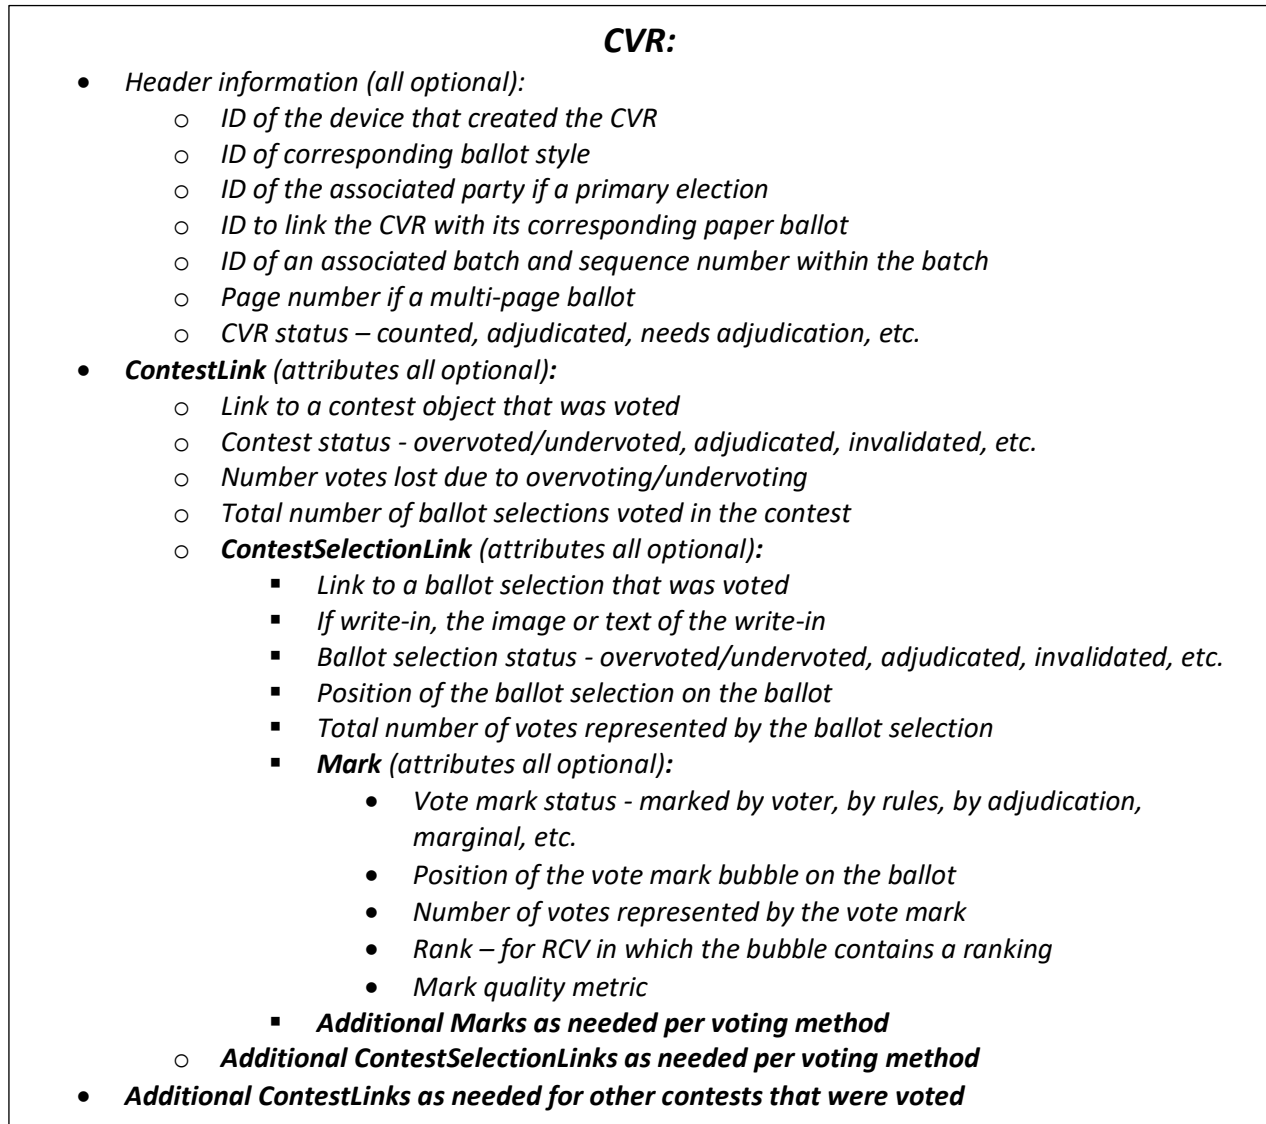 CVR:
• Header information (all optional):
o ID of the device that created the CVR
o ID of corresponding ballot style
o ID of the associated party if a primary election
o ID to link the CVR with its corresponding paper ballot
o ID of an associated batch and sequence number within the batch
o Page number if a multi-page ballot
o CVR status – counted, adjudicated, needs adjudication, etc.
• ContestLink (attributes all optional):
o Link to a contest object that was voted
o Contest status - overvoted/undervoted, adjudicated, invalidated, etc.
o Number votes lost due to overvoting/undervoting
o Total number of ballot selections voted in the contest
o ContestSelectionLink (attributes all optional):
▪ Link to a ballot selection that was voted
▪ If write-in, the image or text of the write-in
▪ Ballot selection status - overvoted/undervoted, adjudicated, invalidated, etc.
▪ Position of the ballot selection on the ballot
▪ Total number of votes represented by the ballot selection
▪ Mark (attributes all optional):
• Vote mark status - marked by voter, by rules, by adjudication,
marginal, etc.
• Position of the vote mark bubble on the ballot
• Number of votes represented by the vote mark
• Rank – for RCV in which the bubble contains a ranking
• Mark quality metric
▪ Additional Marks as needed per voting method
o Additional ContestSelectionLinks as needed per voting method
• Additional ContestLinks as needed for other contests that were voted